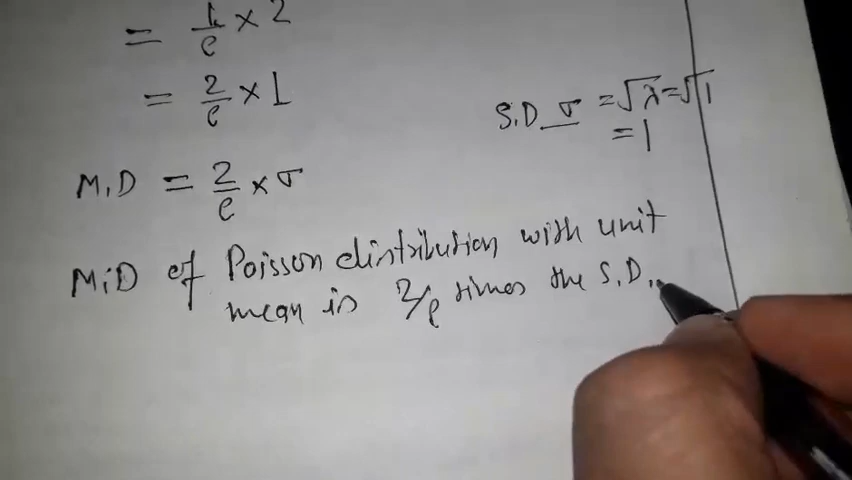 = 1/e × 2
= 2/e × 1
S.D σ = √λ = √1
= 1
M.D = 2/e × σ
M.D of Poisson distribution with unit
mean is 2/e times the S.D.